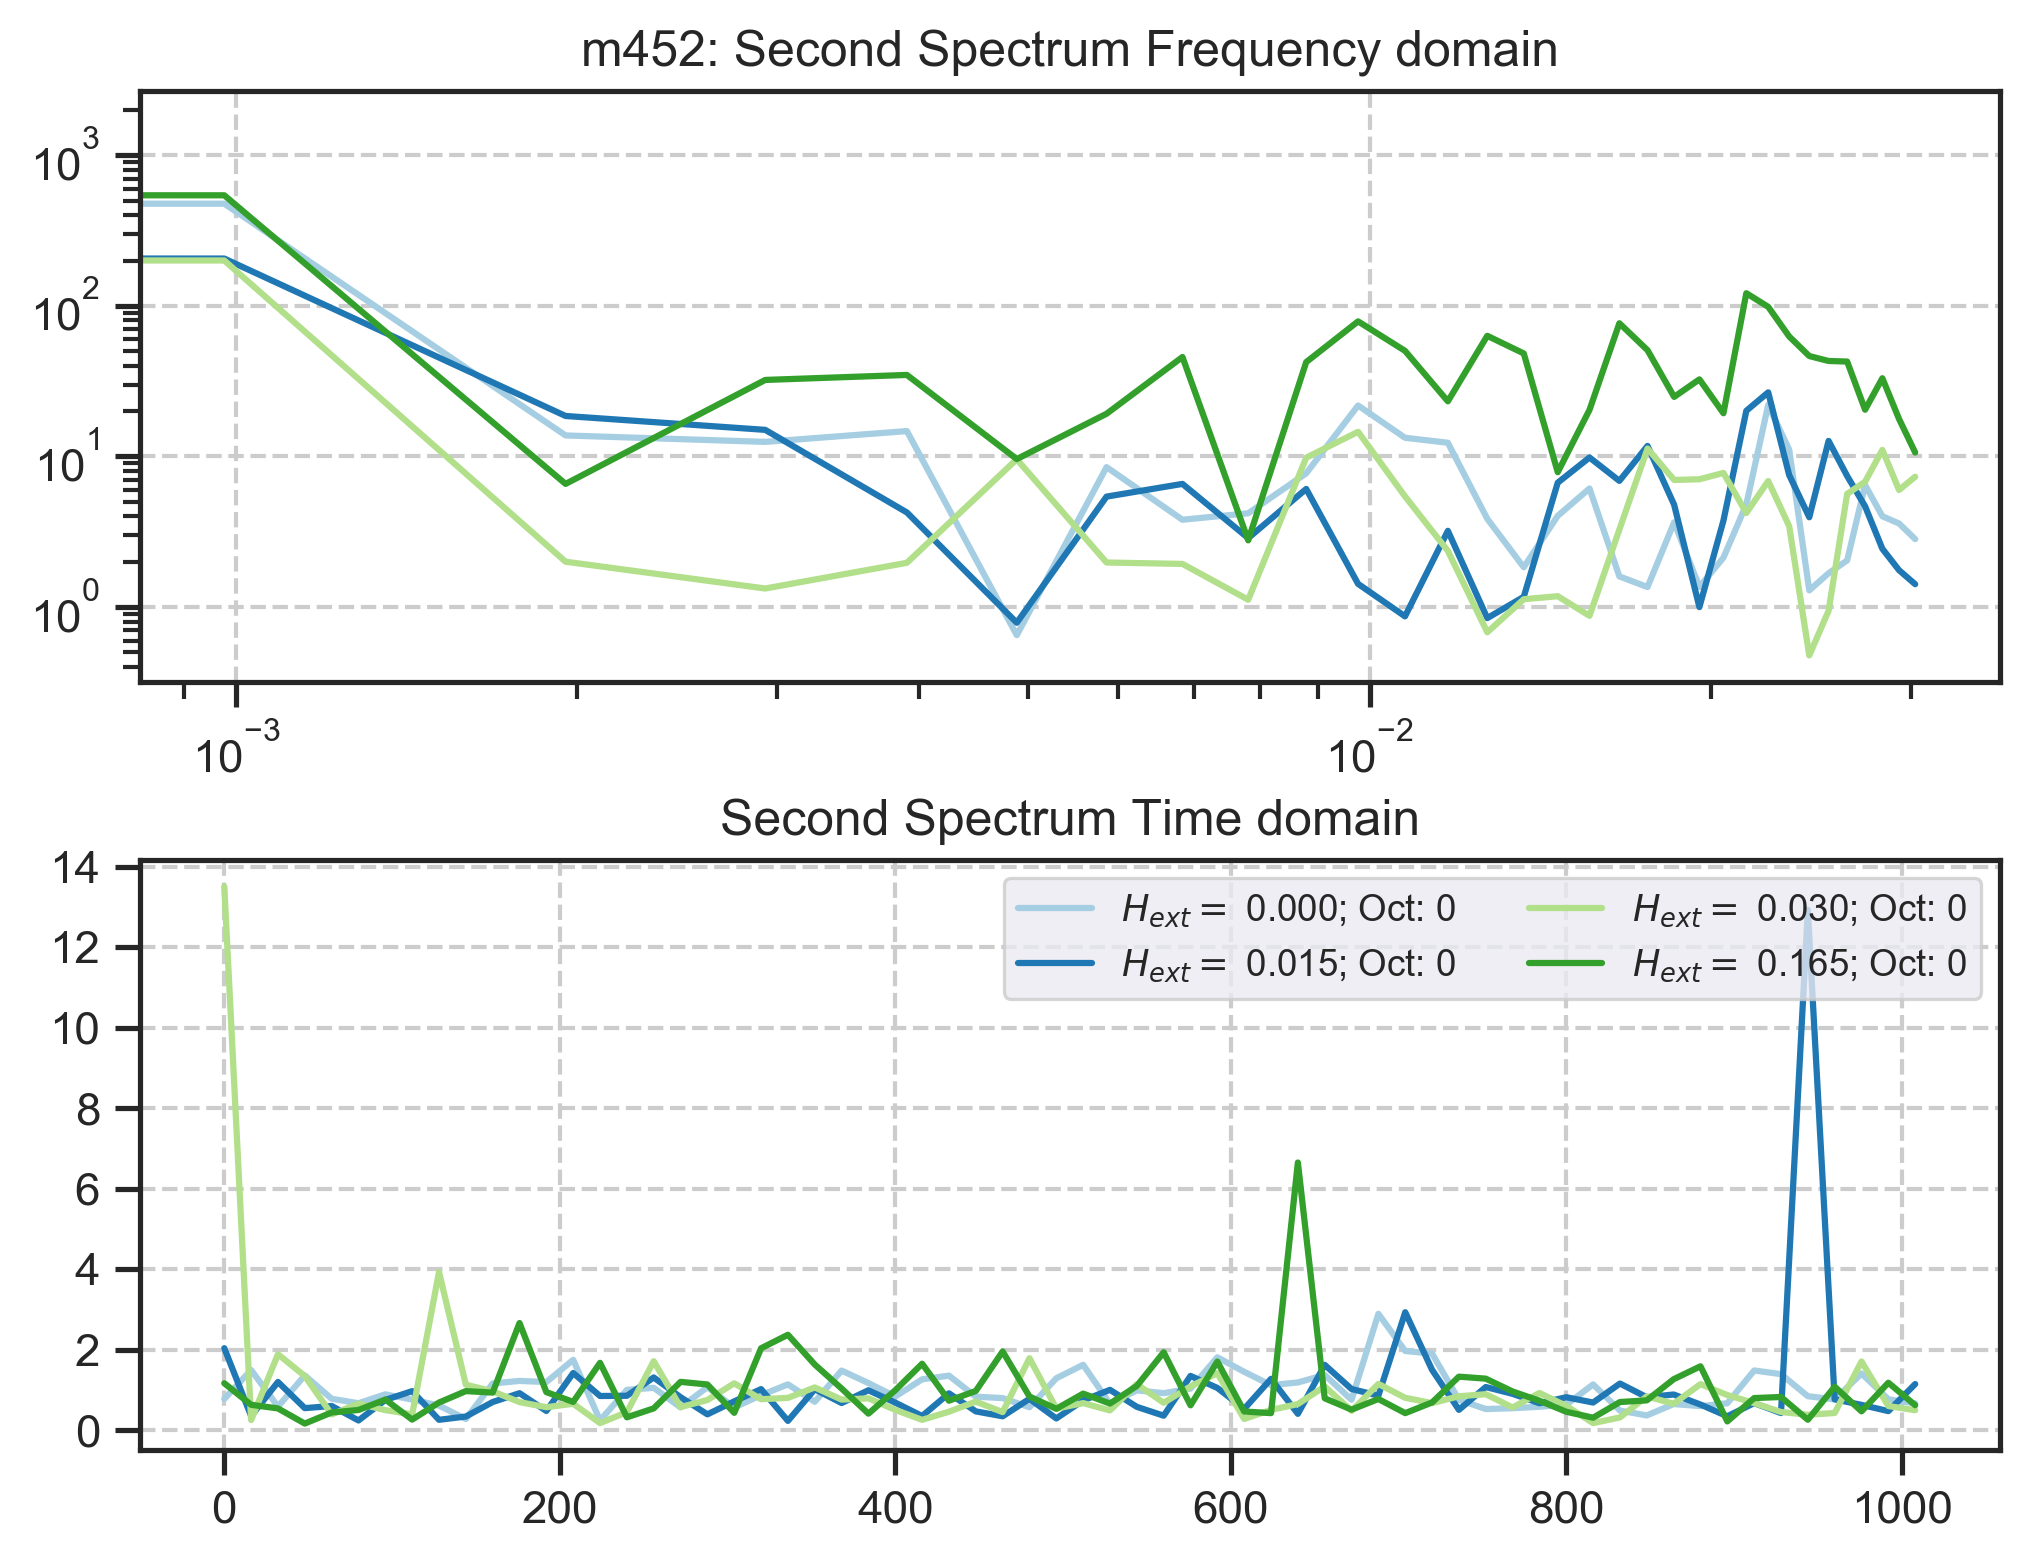 m452: Second Spectrum Frequency domain
10^3
10^2
10^1
10^0
10^−3 10^−2
Second Spectrum Time domain
14
12
10
8
6
4
2
0
H_ext = 0.000; Oct: 0 H_ext = 0.030; Oct: 0
H_ext = 0.015; Oct: 0 H_ext = 0.165; Oct: 0
0 200 400 600 800 1000